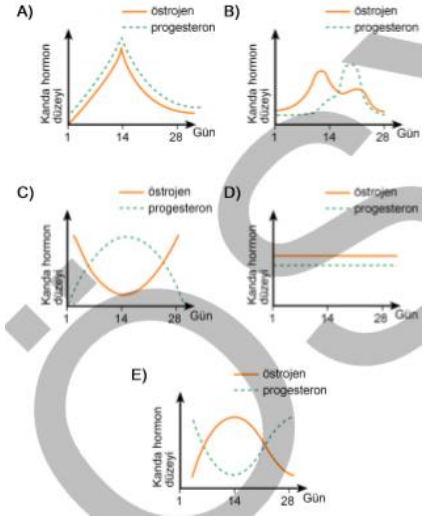 A)
östrojen
progesteron
Kanda hormon
düzeyi
1
14
28
Gün
B)
östrojen
progesteron
Kanda hormon
düzeyi
1
14
28
Gün
C)
östrojen
progesteron
Kanda hormon
düzeyi
1
14
28
Gün
D)
östrojen
progesteron
Kanda hormon
düzeyi
1
14
28
Gün
E)
östrojen
progesteron
Kanda hormon
düzeyi
1
14
28
Gün